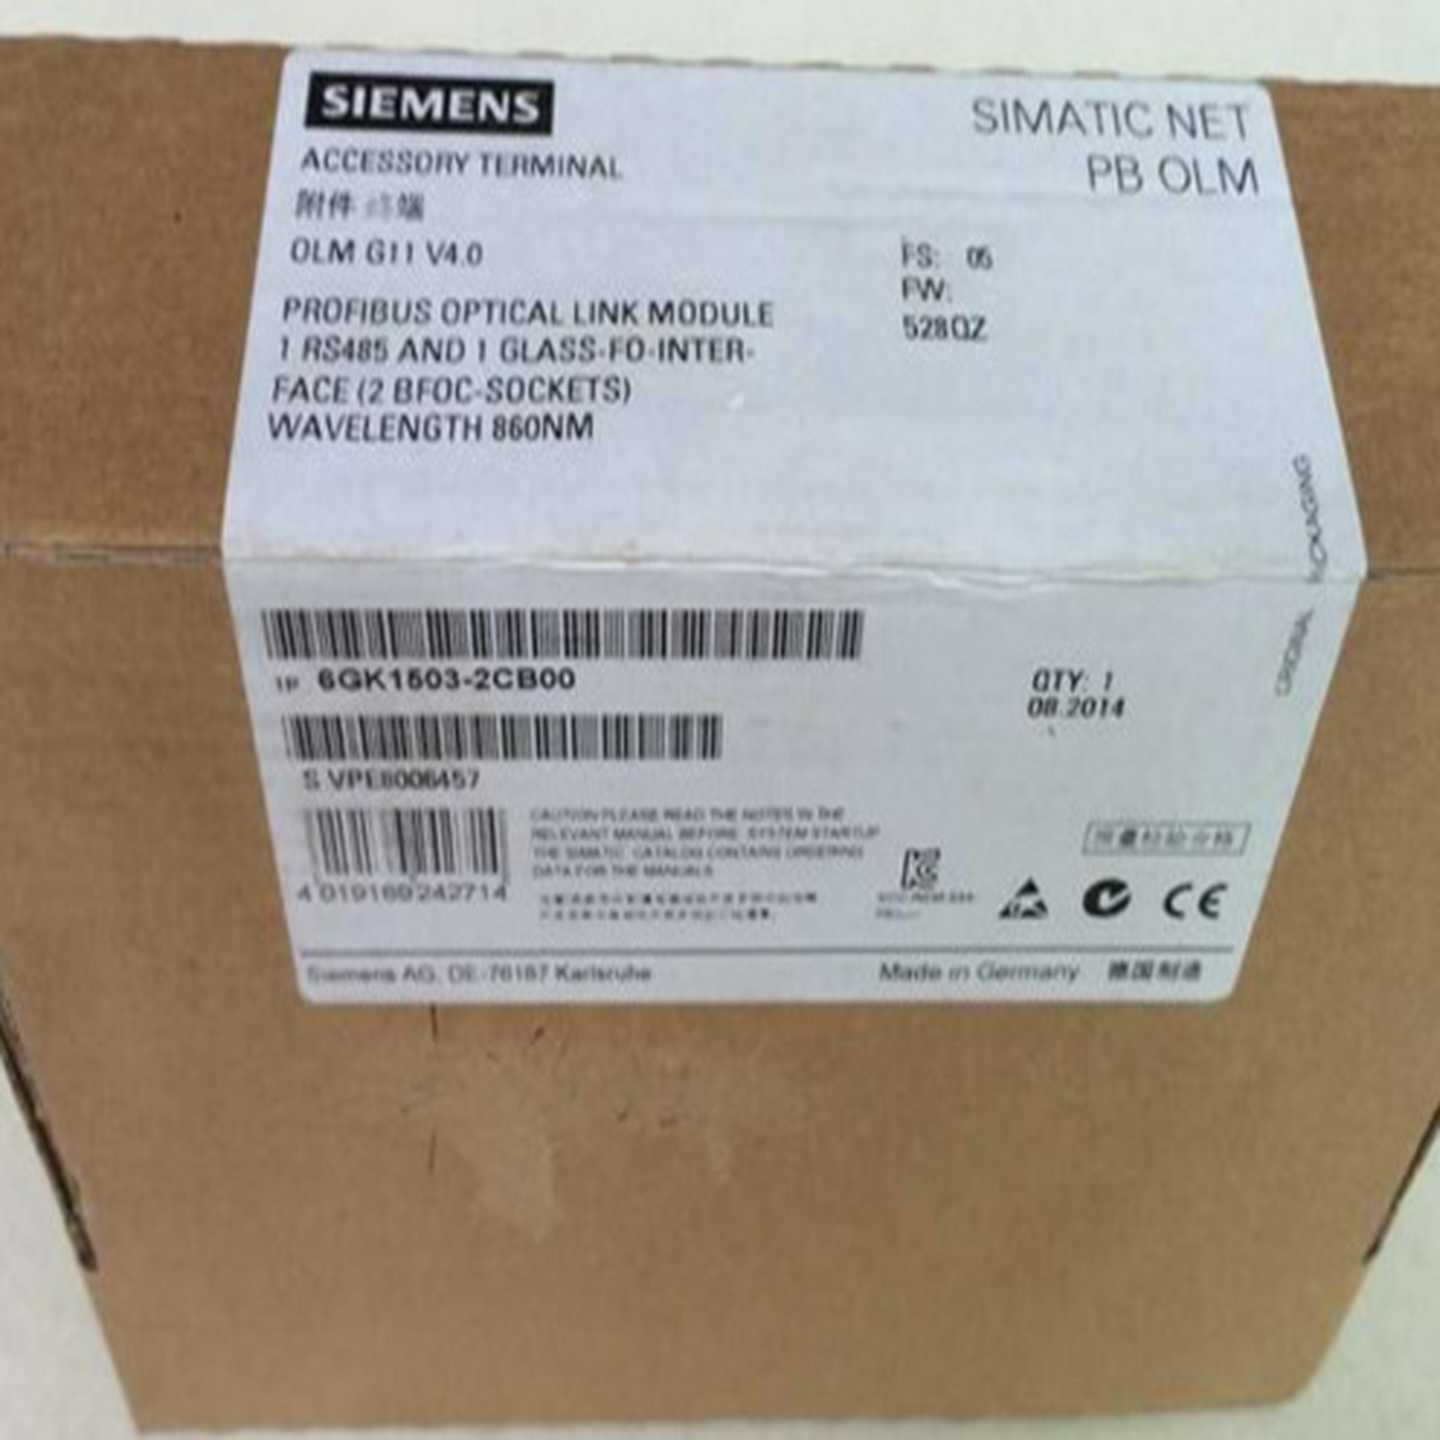 SIEMENS
SIMATIC NET
PB OLM
ACCESSORY TERMINAL
附件 终端
OLM G11 V4.0
FS: 05
FW:
528QZ
PROFIBUS OPTICAL LINK MODULE
1 RS485 AND 1 GLASS-FO-INTER-
FACE (2 BFOC-SOCKETS)
WAVELENGTH 860NM
ORIGINAL PACKAGING
1P 6GK1503-2CB00
QTY: 1
08.2014
S VPE8006457
CAUTION PLEASE READ THE NOTES IN THE
RELEVANT MANUAL BEFORE SYSTEM STARTUP
THE SIMATIC CATALOG CONTAINS ORDERING
DATA FOR THE MANUALS
4 019169 242714
CE
Siemens AG, DE-76187 Karlsruhe
Made in Germany 德国制造